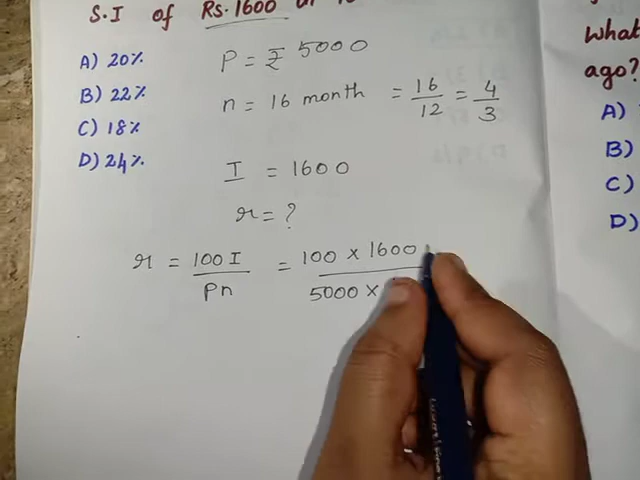 S.I of Rs.1600
What
ago?
A) 20%
B) 22%
C) 18%
D) 24%
P = ₹ 5000
n = 16 month = 16/12 = 4/3
I = 1600
r = ?
r = 100 I / Pn = 100 x 1600 / 5000 x
A)
B)
C)
D)